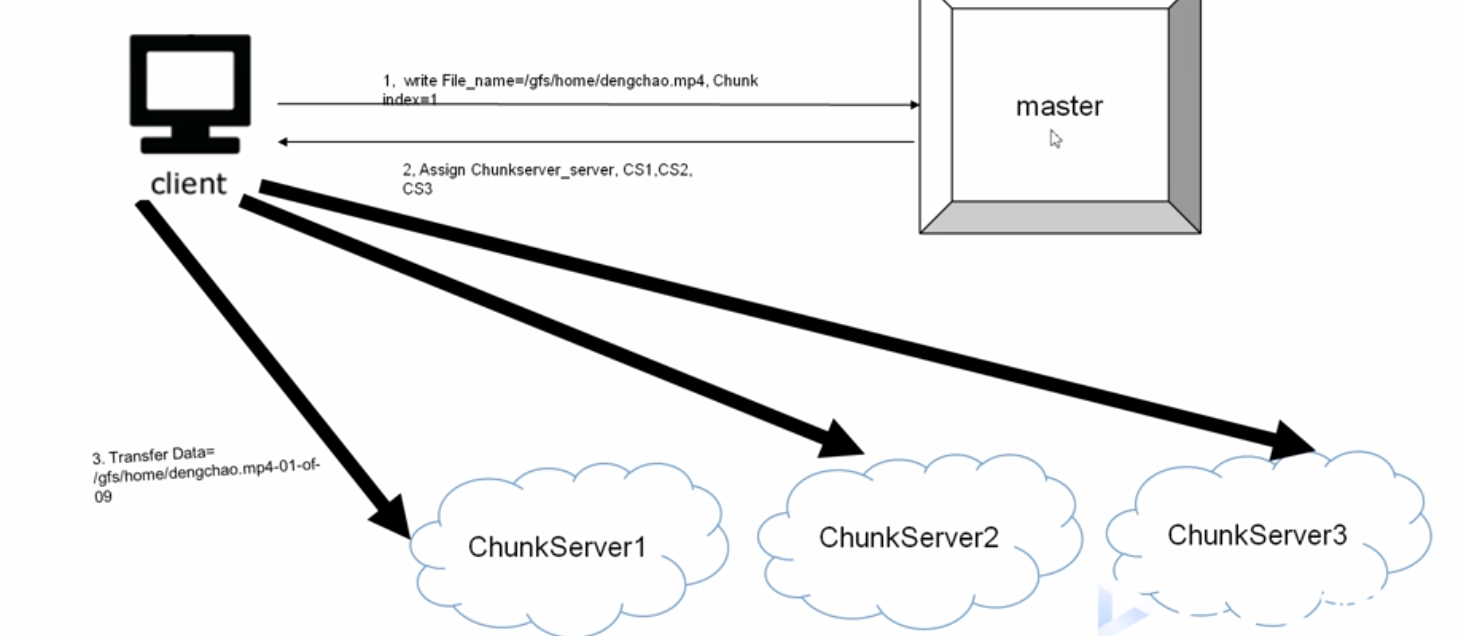 1, write File_name=/gfs/home/dengchao.mp4, Chunk
index=1
master
2, Assign Chunkserver_server, CS1,CS2,
CS3
client
3. Transfer Data=
/gfs/home/dengchao.mp4-01-of-
09
ChunkServer1
ChunkServer2
ChunkServer3